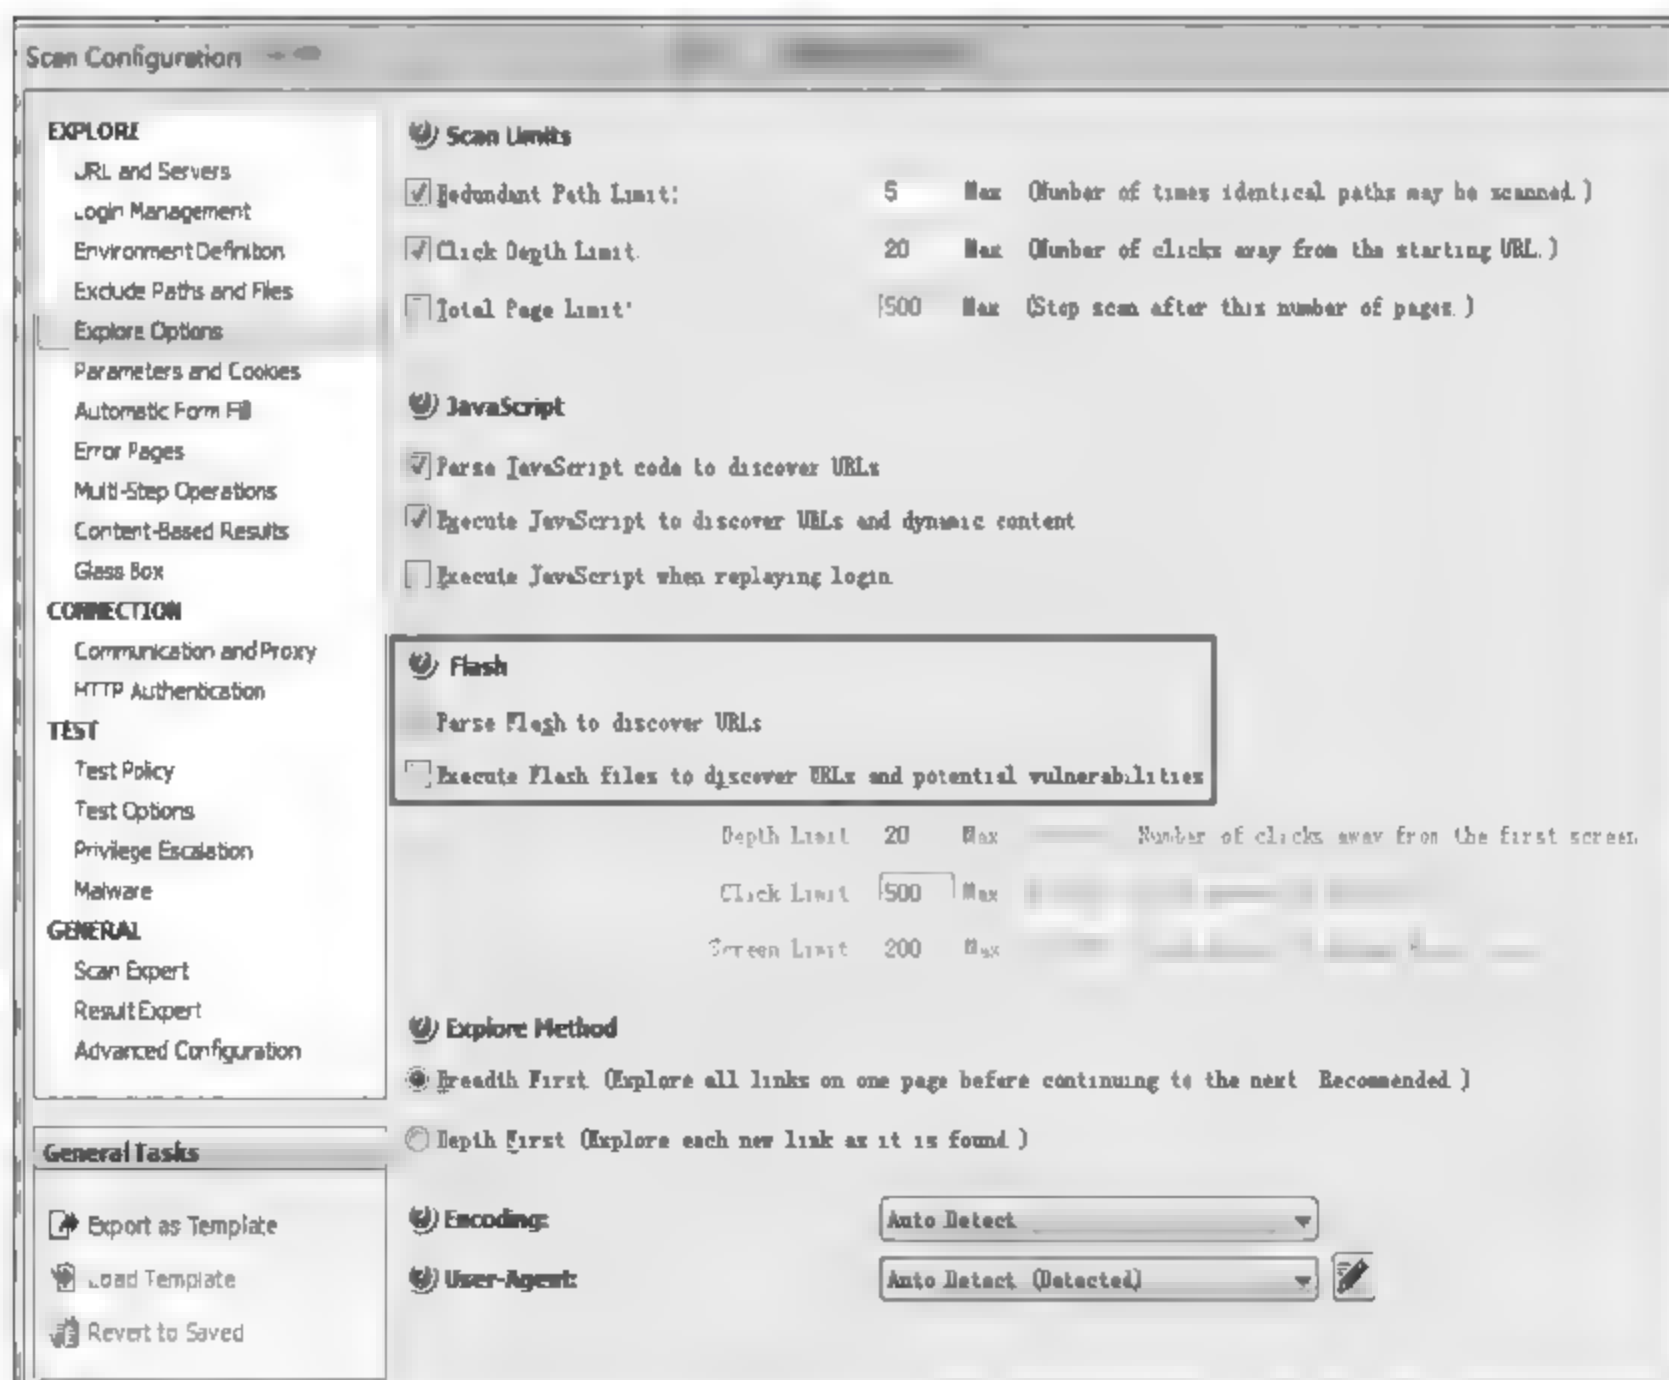 Scan Configuration
EXPLORE
URL and Servers
Login Management
Environment Definition
Exclude Paths and Files
Explore Options
Parameters and Cookies
Automatic Form Fill
Error Pages
Multi-Step Operations
Content-Based Results
Glass Box
CONNECTION
Communication and Proxy
HTTP Authentication
TEST
Test Policy
Test Options
Privilege Escalation
Malware
GENERAL
Scan Expert
Result Expert
Advanced Configuration
General Tasks
Export as Template
Load Template
Revert to Saved
Scan Limits
Redundant Path Limit: 5 Max (Number of times identical paths may be scanned.)
Click Depth Limit: 20 Max (Number of clicks away from the starting URL.)
Total Page Limit: 500 Max (Stop scan after this number of pages.)
JavaScript
Parse JavaScript code to discover URLs
Execute JavaScript to discover URLs and dynamic content
Execute JavaScript when replaying login
Flash
Parse Flash to discover URLs
Execute Flash files to discover URLs and potential vulnerabilities
Depth Limit 20 Max Number of clicks away from the first screen
Click Limit 500 Max
Screen Limit 200 Max
Explore Method
Breadth First (Explore all links on one page before continuing to the next Recommended.)
Depth First (Explore each new link as it is found.)
Encoding: Auto Detect
User-Agent: Auto Detect (Detected)